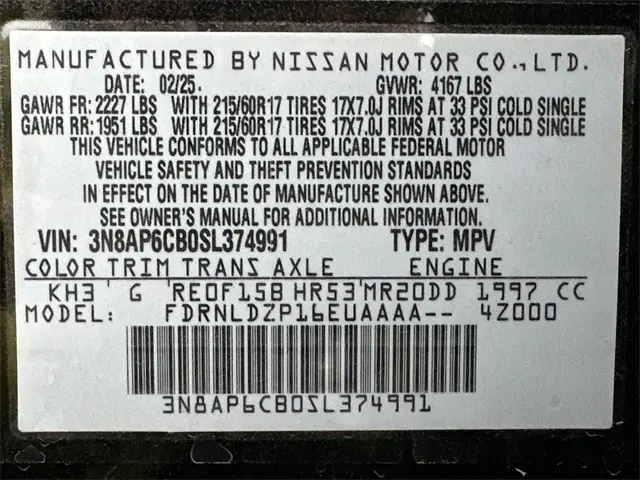 MANUFACTURED BY NISSAN MOTOR CO., LTD.
DATE: 02/25. GVWR: 4167 LBS
GAWR FR: 2227 LBS WITH 215/60R17 TIRES 17X7.0J RIMS AT 33 PSI COLD SINGLE
GAWR RR: 1951 LBS WITH 215/60R17 TIRES 17X7.0J RIMS AT 33 PSI COLD SINGLE
THIS VEHICLE CONFORMS TO ALL APPLICABLE FEDERAL MOTOR
VEHICLE SAFETY AND THEFT PREVENTION STANDARDS
IN EFFECT ON THE DATE OF MANUFACTURE SHOWN ABOVE.
SEE OWNER'S MANUAL FOR ADDITIONAL INFORMATION
VIN: 3N8AP6CB0SL374991 TYPE: MPV
COLOR TRIM TRANS AXLE ENGINE
KH3 G RE0F15B HR53 MR20DD 1997 CC
MODEL: FDRNLDZP16EUAAAA-- 4Z000
3N8AP6CB0SL374991